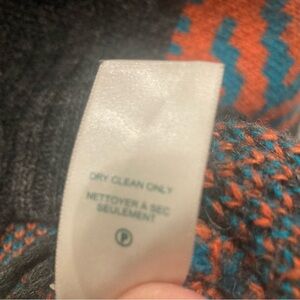 DRY CLEAN ONLY
NETTOYER À SEC
SEULEMENT
P